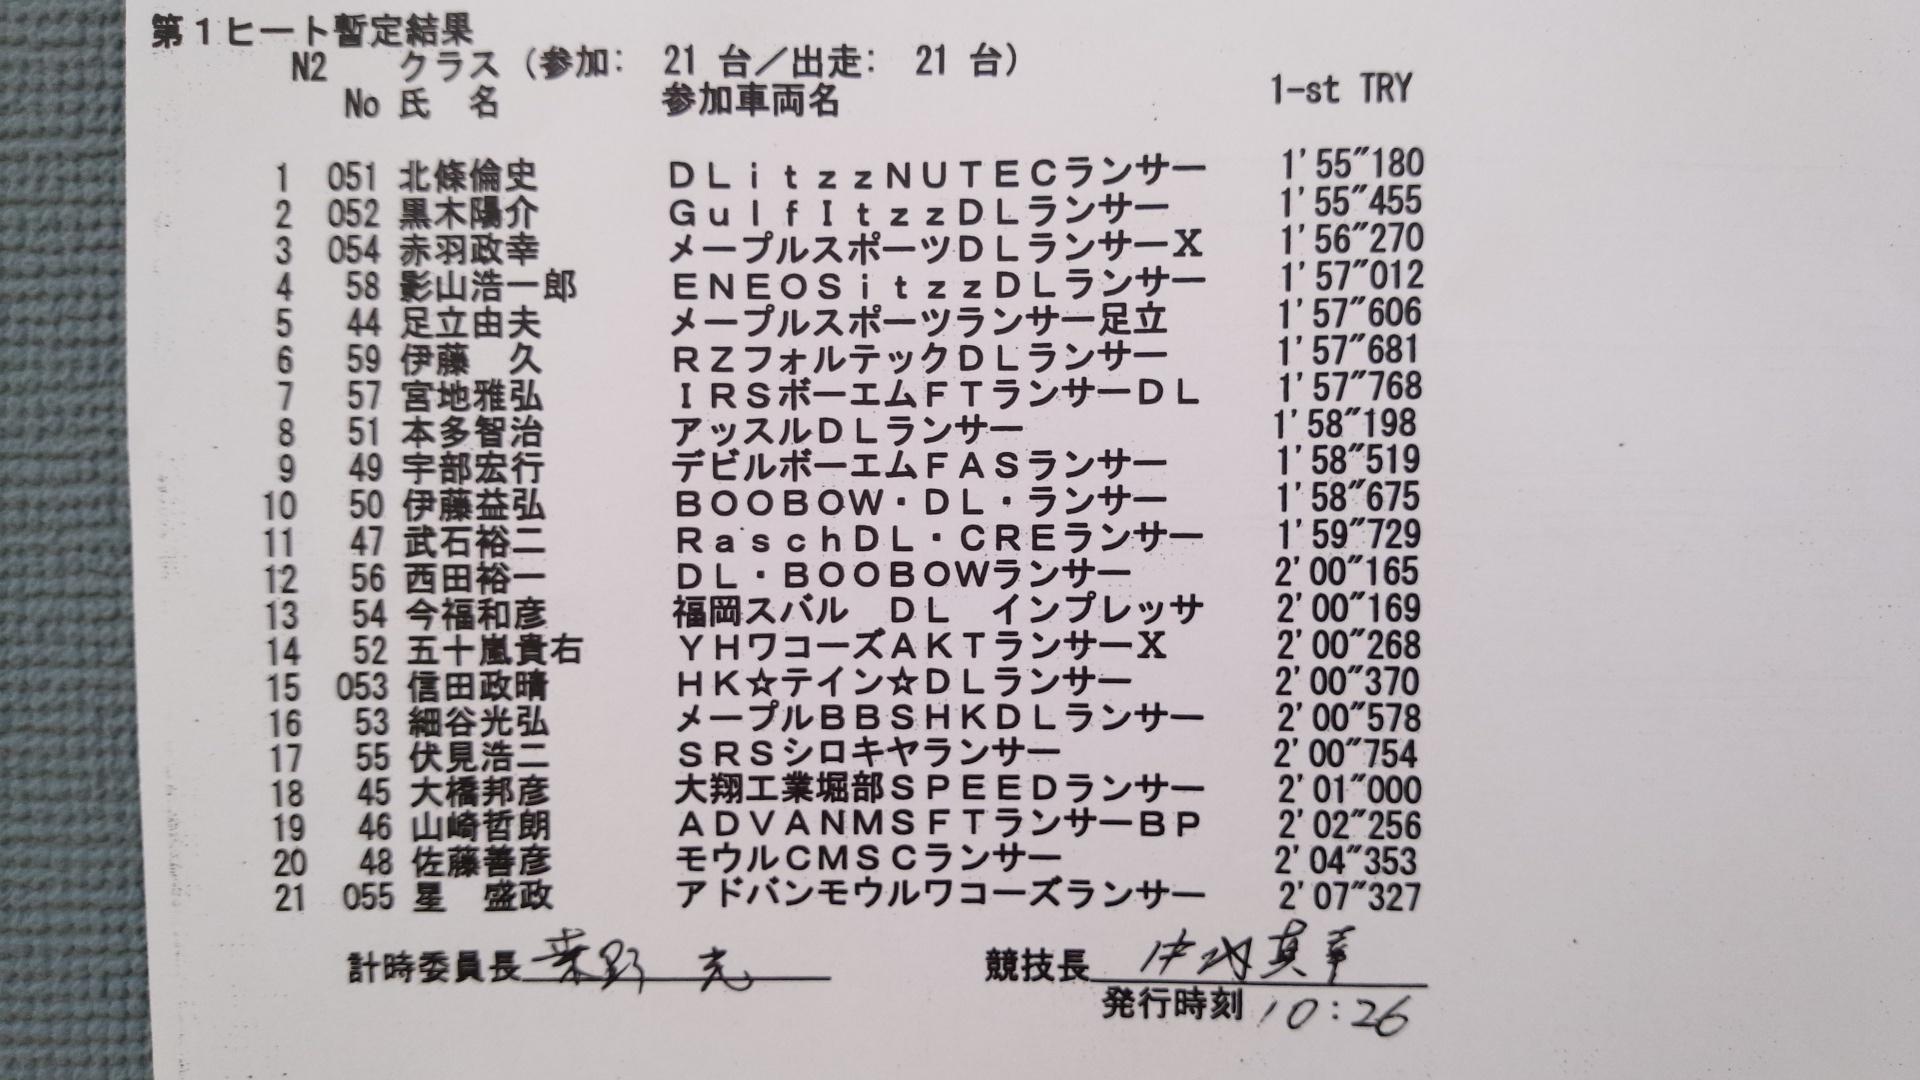 第１ヒート暫定結果
N2 クラス (参加: 21 台／出走: 21 台)
No 氏 名 参加車両名 1-st TRY
1 051 北條倫史 ＤＬｉｔｚｚＮＵＴＥＣランサー 1'55"180
2 052 黒木陽介 ＧｕｌｆＩｔｚｚＤＬランサー 1'55"455
3 054 赤羽政幸 メープルスポーツＤＬランサーⅩ 1'56"270
4 58 影山浩一郎 ＥＮＥＯＳｉｔｚｚＤＬランサー 1'57"012
5 44 足立由夫 メープルスポーツランサー足立 1'57"606
6 59 伊藤 久 ＲＺフォルテックＤＬランサー 1'57"681
7 57 宮地雅弘 ＩＲＳボーエムＦＴランサーＤＬ 1'57"768
8 51 本多智治 アッスルＤＬランサー 1'58"198
9 49 宇部宏行 デビルボーエムＦＡＳランサー 1'58"519
10 50 伊藤益弘 ＢＯＯＢＯＷ・ＤＬ・ランサー 1'58"675
11 47 武石裕二 ＲａｓｃｈＤＬ・ＣＲＥランサー 1'59"729
12 56 西田裕一 ＤＬ・ＢＯＯＢＯＷランサー 2'00"165
13 54 今福和彦 福岡スバル ＤＬ インプレッサ 2'00"169
14 52 五十嵐貴右 ＹＨワコーズＡＫＴランサーⅩ 2'00"268
15 053 信田政晴 ＨＫ☆テイン☆ＤＬランサー 2'00"370
16 53 細谷光弘 メープルＢＢＳＨＫＤＬランサー 2'00"578
17 55 伏見浩二 ＳＲＳシロキヤランサー 2'00"754
18 45 大橋邦彦 大翔工業堀部ＳＰＥＥＤランサー 2'01"000
19 46 山崎哲朗 ＡＤＶＡＮＭＳＦＴランサーＢＰ 2'02"256
20 48 佐藤善彦 モウルＣＭＳＣランサー 2'04"353
21 055 星 盛政 アドバンモウルワコーズランサー 2'07"327
計時委員長 競技長
発行時刻 10:26